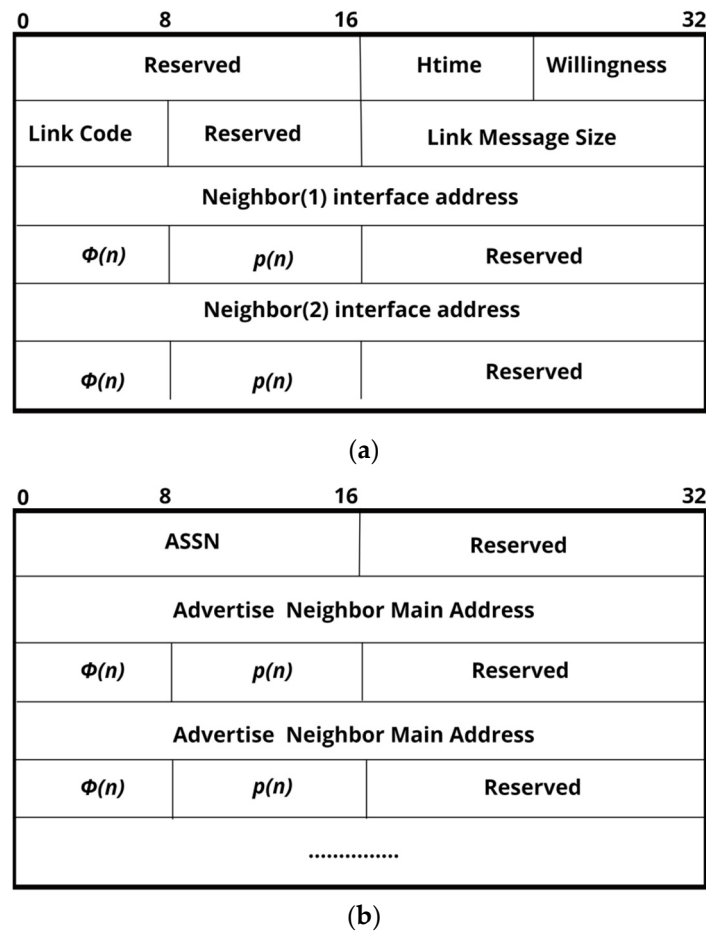 0 8 16 32
Reserved Htime Willingness
Link Code Reserved Link Message Size
Neighbor(1) interface address
Φ(n) p(n) Reserved
Neighbor(2) interface address
Φ(n) p(n) Reserved
(a)
0 8 16 32
ASSN Reserved
Advertise Neighbor Main Address
Φ(n) p(n) Reserved
Advertise Neighbor Main Address
Φ(n) p(n) Reserved
...............
(b)